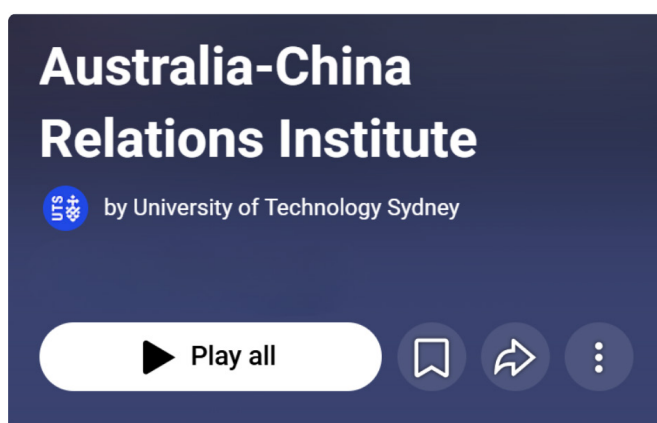 Australia-China
Relations Institute
UTS
by University of Technology Sydney
Play all